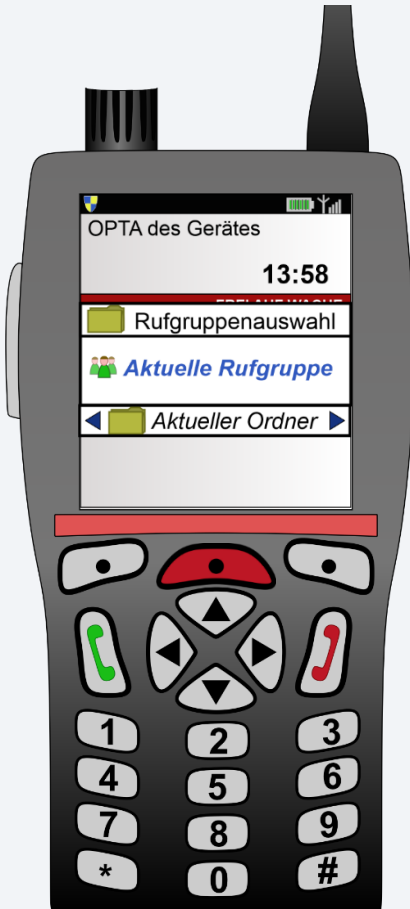 OPTA des Gerätes
13:58
Rufgruppenauswahl
Aktuelle Rufgruppe
Aktueller Ordner
1 2 3
4 5 6
7 8 9
* 0 #